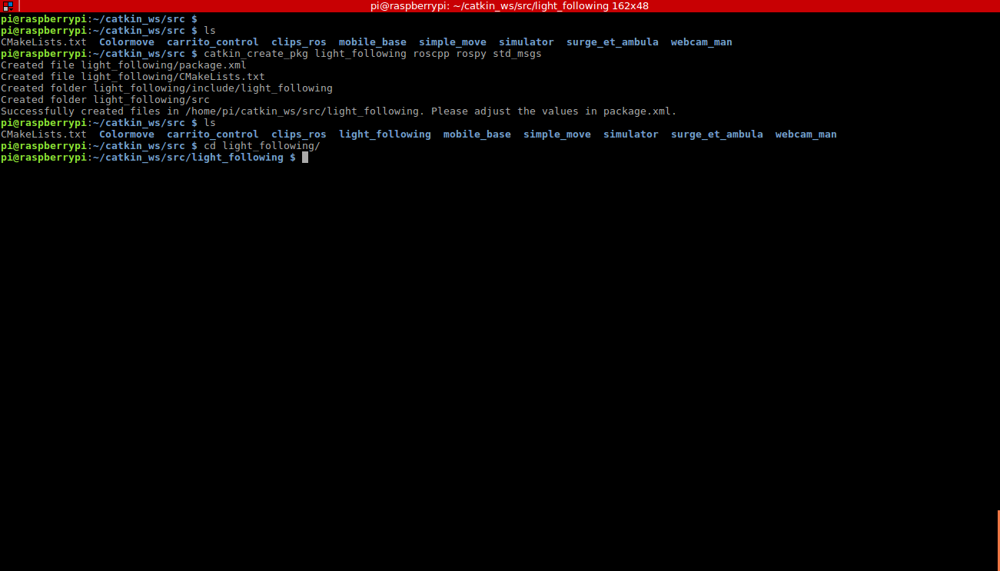 pi@raspberrypi: ~/catkin_ws/src/light_following 162x48
pi@raspberrypi:~/catkin_ws/src $
pi@raspberrypi:~/catkin_ws/src $ ls
CMakeLists.txt  Colormove  carrito_control  clips_ros  mobile_base  simple_move  simulator  surge_et_ambula  webcam_man
pi@raspberrypi:~/catkin_ws/src $ catkin_create_pkg light_following roscpp rospy std_msgs
Created file light_following/package.xml
Created file light_following/CMakeLists.txt
Created folder light_following/include/light_following
Created folder light_following/src
Successfully created files in /home/pi/catkin_ws/src/light_following. Please adjust the values in package.xml.
pi@raspberrypi:~/catkin_ws/src $ ls
CMakeLists.txt  Colormove  carrito_control  clips_ros  light_following  mobile_base  simple_move  simulator  surge_et_ambula  webcam_man
pi@raspberrypi:~/catkin_ws/src $ cd light_following/
pi@raspberrypi:~/catkin_ws/src/light_following $